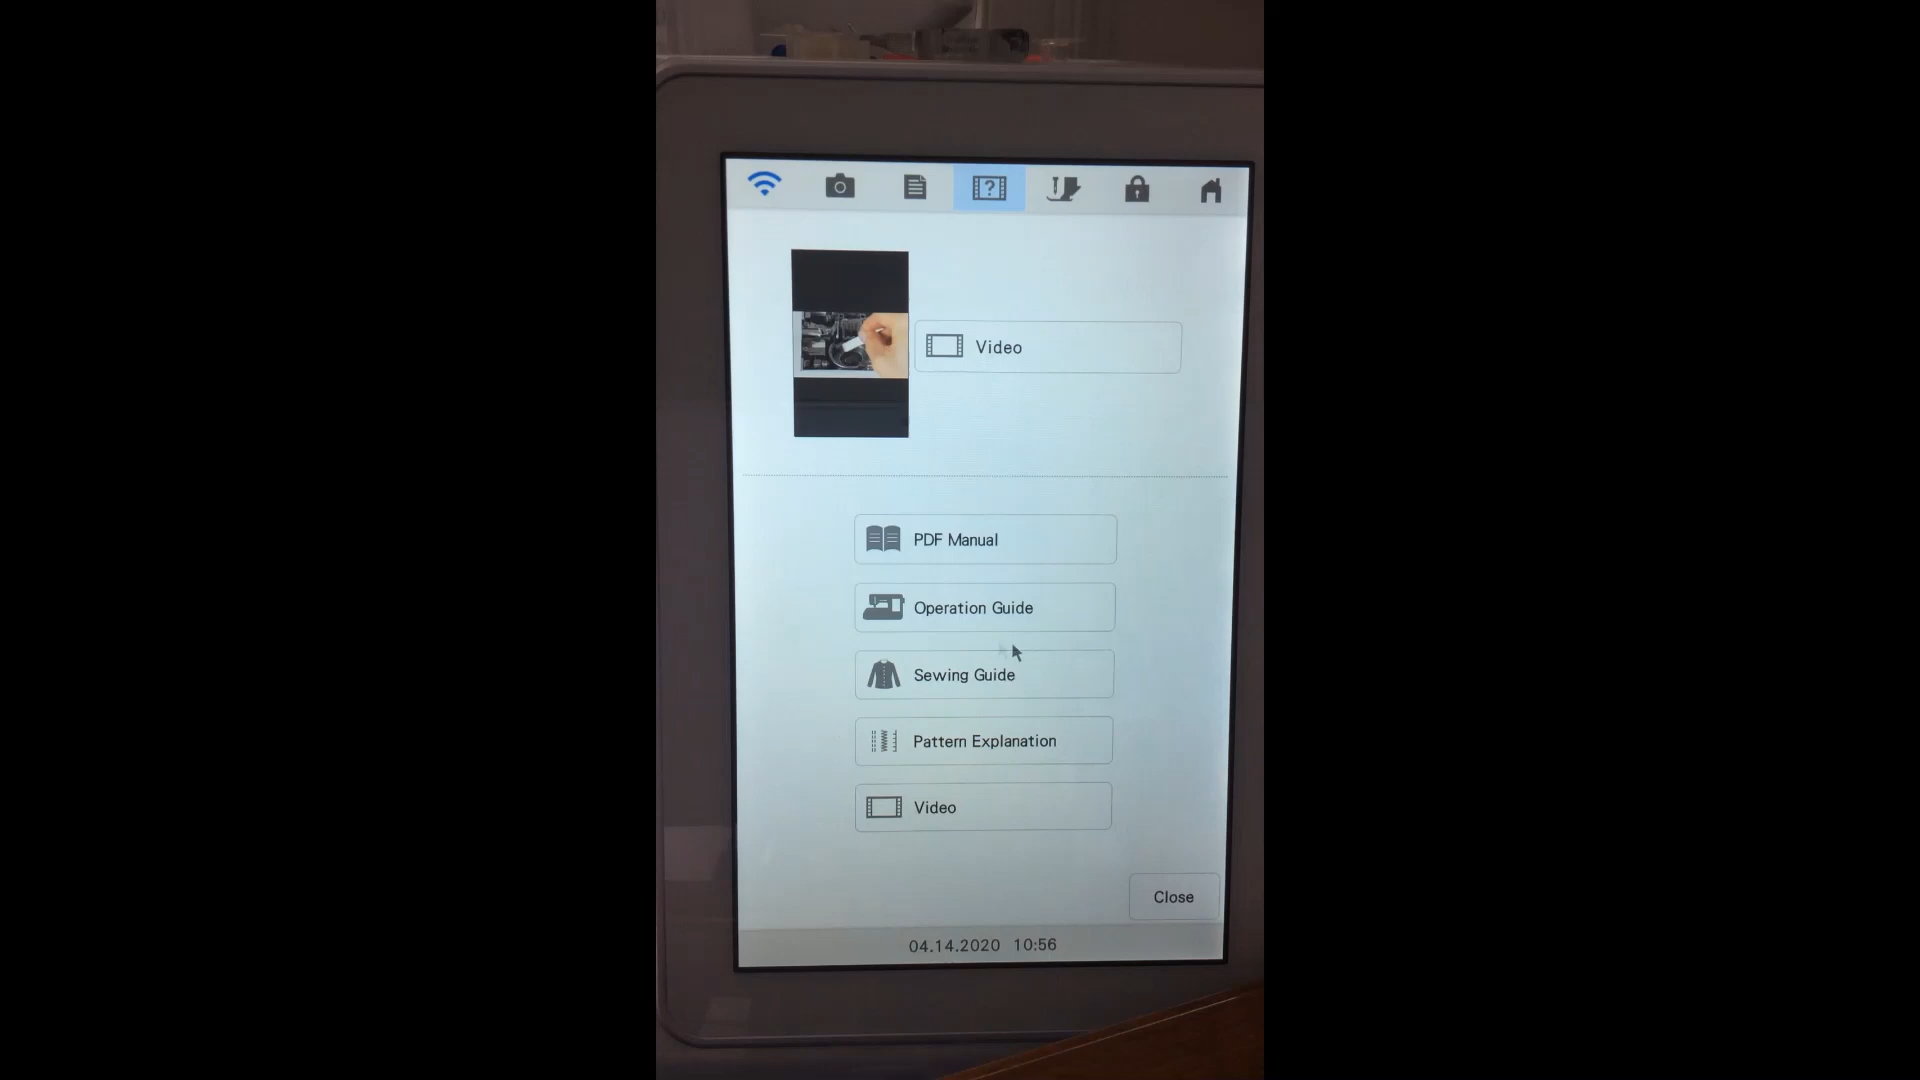 ?
Video
PDF Manual
Operation Guide
Sewing Guide
Pattern Explanation
Video
Close
04.14.2020 10:56